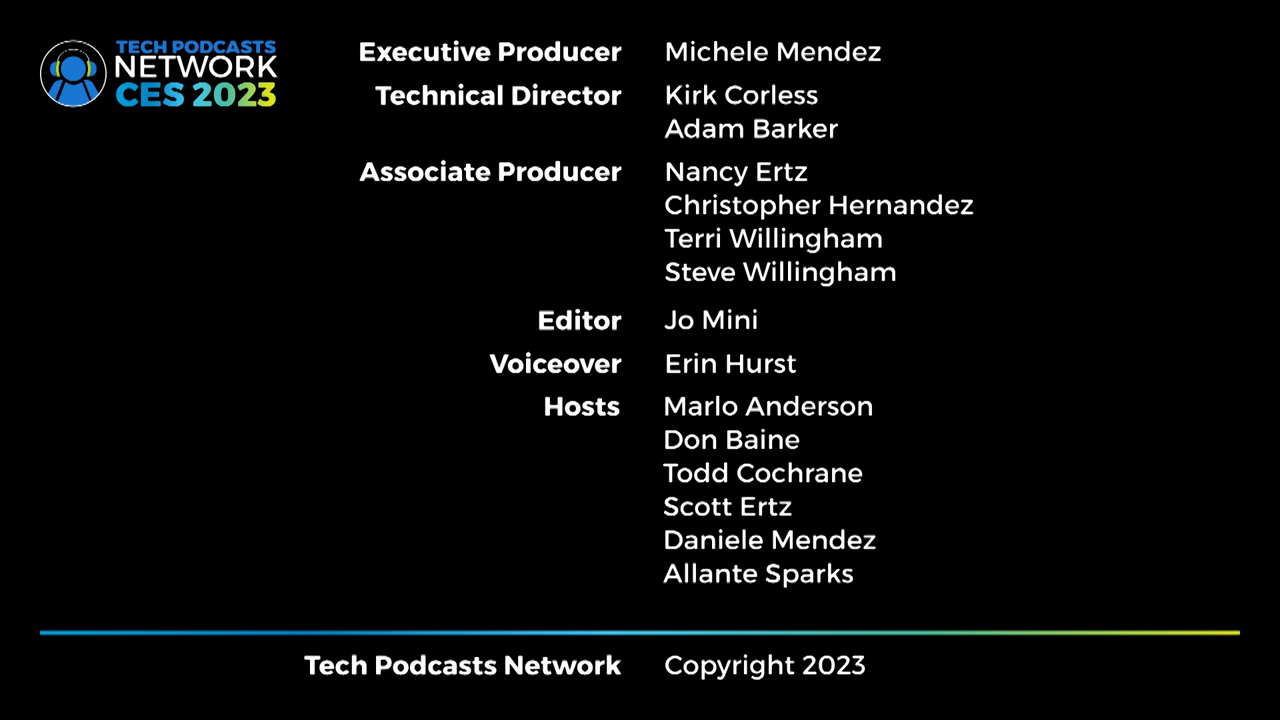 TECH PODCASTS
NETWORK
CES 2023
Executive Producer Michele Mendez
Technical Director Kirk Corless
Adam Barker
Associate Producer Nancy Ertz
Christopher Hernandez
Terri Willingham
Steve Willingham
Editor Jo Mini
Voiceover Erin Hurst
Hosts Marlo Anderson
Don Baine
Todd Cochrane
Scott Ertz
Daniele Mendez
Allante Sparks
Tech Podcasts Network Copyright 2023